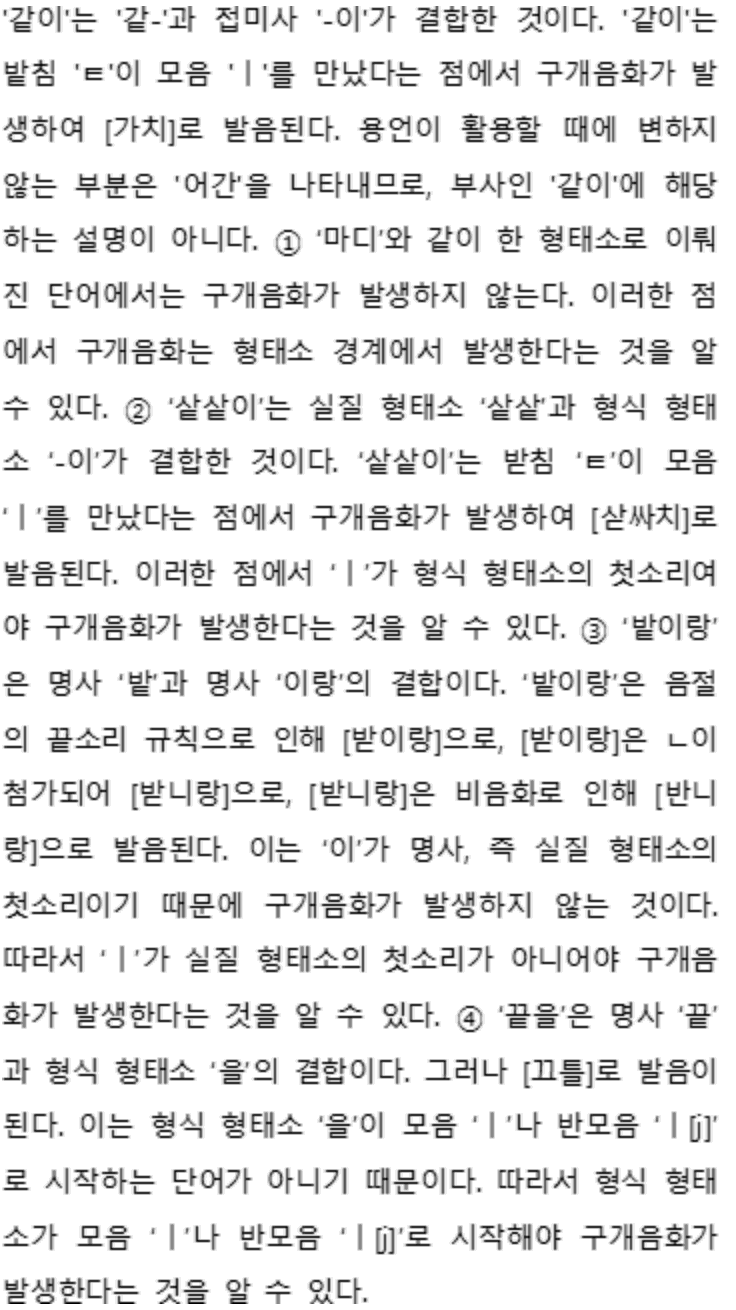 '같이'는 '같-'과 접미사 '-이'가 결합한 것이다. '같이'는
받침 'ㅌ'이 모음 'ㅣ'를 만났다는 점에서 구개음화가 발
생하여 [가치]로 발음된다. 용언이 활용할 때에 변하지
않는 부분은 '어간'을 나타내므로, 부사인 '같이'에 해당
하는 설명이 아니다. ① '마디'와 같이 한 형태소로 이뤄
진 단어에서는 구개음화가 발생하지 않는다. 이러한 점
에서 구개음화는 형태소 경계에서 발생한다는 것을 알
수 있다. ② '샅샅이'는 실질 형태소 '샅샅'과 형식 형태
소 '-이'가 결합한 것이다. '샅샅이'는 받침 'ㅌ'이 모음
'ㅣ'를 만났다는 점에서 구개음화가 발생하여 [삳싸치]로
발음된다. 이러한 점에서 'ㅣ'가 형식 형태소의 첫소리여
야 구개음화가 발생한다는 것을 알 수 있다. ③ '밭이랑'
은 명사 '밭'과 명사 '이랑'의 결합이다. '밭이랑'은 음절
의 끝소리 규칙으로 인해 [받이랑]으로, [받이랑]은 ㄴ이
첨가되어 [받니랑]으로, [받니랑]은 비음화로 인해 [반니
랑]으로 발음된다. 이는 '이'가 명사, 즉 실질 형태소의
첫소리이기 때문에 구개음화가 발생하지 않는 것이다.
따라서 'ㅣ'가 실질 형태소의 첫소리가 아니어야 구개음
화가 발생한다는 것을 알 수 있다. ④ '끝을'은 명사 '끝'
과 형식 형태소 '을'의 결합이다. 그러나 [끄틀]로 발음이
된다. 이는 형식 형태소 '을'이 모음 'ㅣ'나 반모음 'ㅣ[j]'
로 시작하는 단어가 아니기 때문이다. 따라서 형식 형태
소가 모음 'ㅣ'나 반모음 'ㅣ[j]'로 시작해야 구개음화가
발생한다는 것을 알 수 있다.